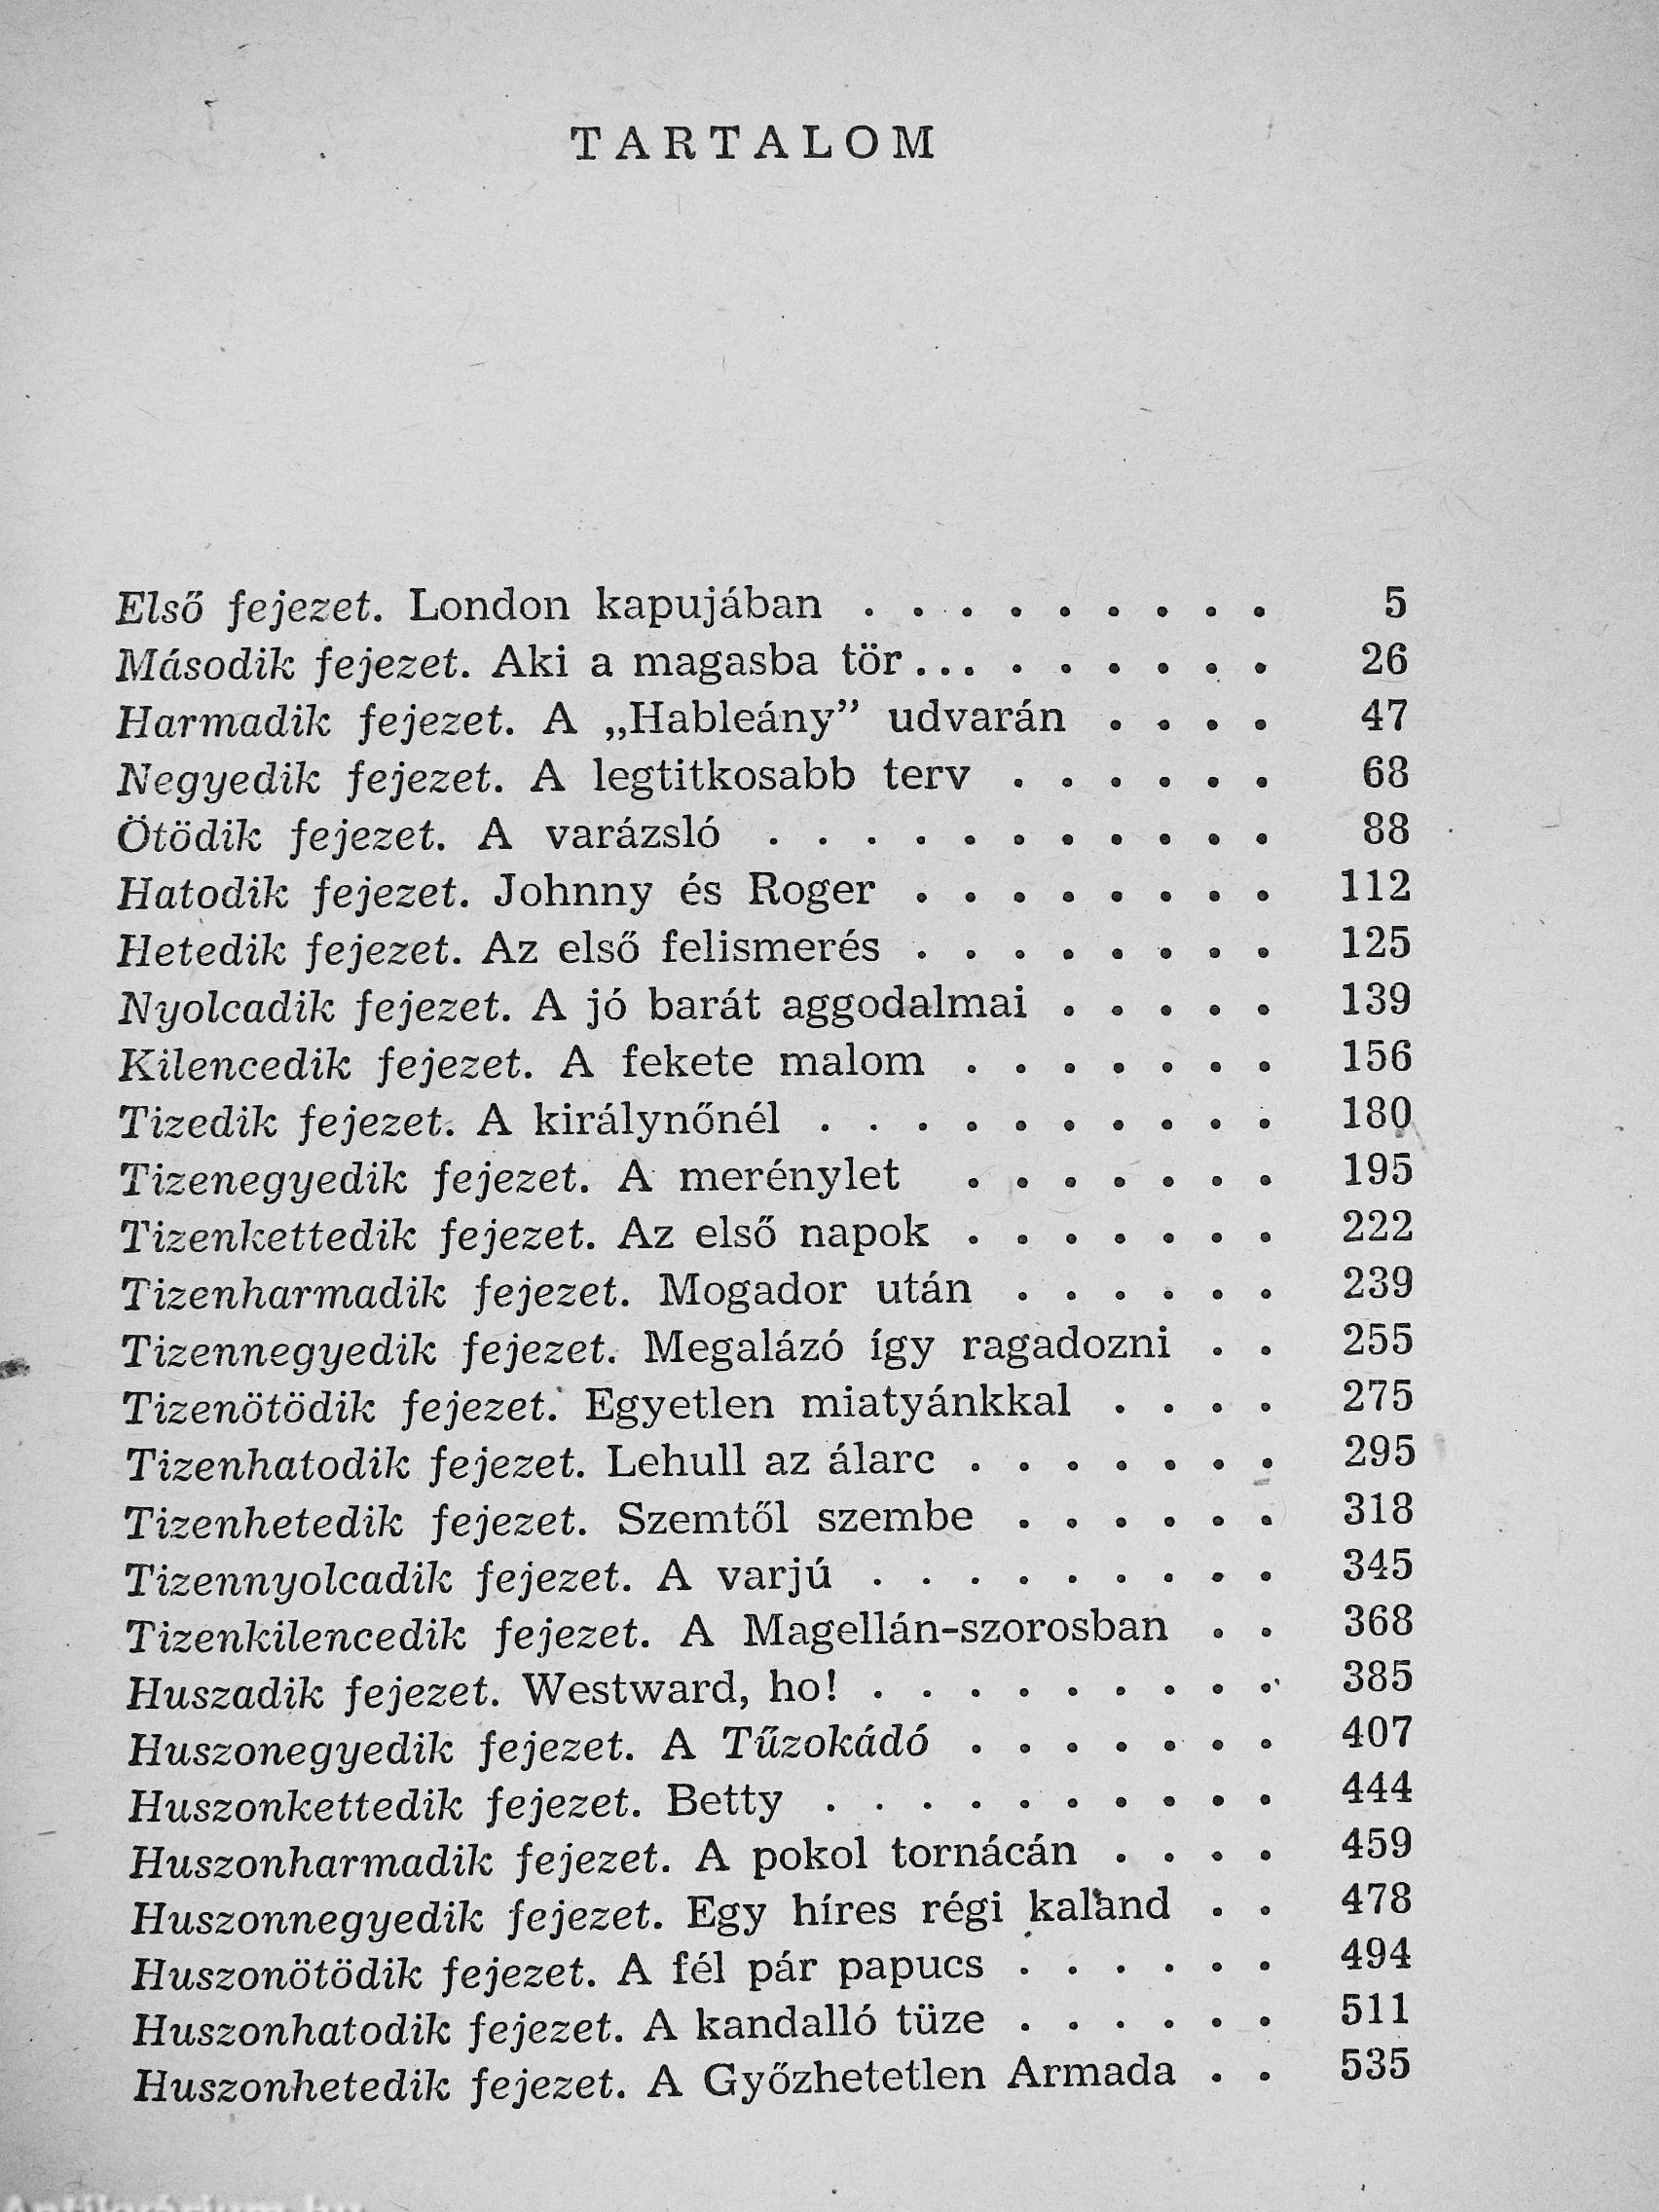 TARTALOM
Első fejezet. London kapujában . . . . . . . . . 5
Második fejezet. Aki a magasba tör... . . . . . . 26
Harmadik fejezet. A „Hableány” udvarán . . . . 47
Negyedik fejezet. A legtitkosabb terv . . . . . . 68
Ötödik fejezet. A varázsló . . . . . . . . . . . 88
Hatodik fejezet. Johnny és Roger . . . . . . . . 112
Hetedik fejezet. Az első felismerés . . . . . . . . 125
Nyolcadik fejezet. A jó barát aggodalmai . . . . . 139
Kilencedik fejezet. A fekete malom . . . . . . . 156
Tizedik fejezet. A királynőnél . . . . . . . . . . 180
Tizenegyedik fejezet. A merénylet . . . . . . . 195
Tizenkettedik fejezet. Az első napok . . . . . . . 222
Tizenharmadik fejezet. Mogador után . . . . . . 239
Tizennegyedik fejezet. Megalázó így ragadozni . . 255
Tizenötödik fejezet. Egyetlen miatyánkkal . . . . 275
Tizenhatodik fejezet. Lehull az álarc . . . . . . . 295
Tizenhetedik fejezet. Szemtől szembe . . . . . . 318
Tizennyolcadik fejezet. A varjú . . . . . . . . . 345
Tizenkilencedik fejezet. A Magellán-szorosban . . 368
Huszadik fejezet. Westward, ho! . . . . . . . . . 385
Huszonegyedik fejezet. A Tűzokádó . . . . . . . 407
Huszonkettedik fejezet. Betty . . . . . . . . . . 444
Huszonharmadik fejezet. A pokol tornácán . . . . 459
Huszonnegyedik fejezet. Egy híres régi kaland . . 478
Huszonötödik fejezet. A fél pár papucs . . . . . . 494
Huszonhatodik fejezet. A kandalló tüze . . . . . . 511
Huszonhetedik fejezet. A Győzhetetlen Armada . . 535